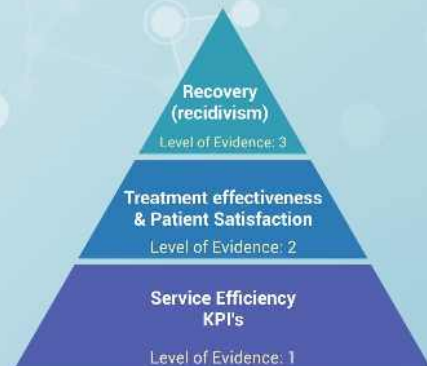 Recovery
(recidivism)
Level of Evidence: 3
Treatment effectiveness
& Patient Satisfaction
Level of Evidence: 2
Service Efficiency
KPI's
Level of Evidence: 1